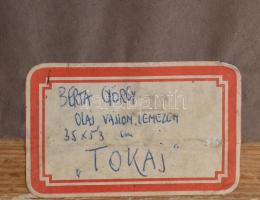 BERTA GYÖRGY
OLAJ VÁSZON, LEMEZEN
35 x 53 cm
"TOKAJ"